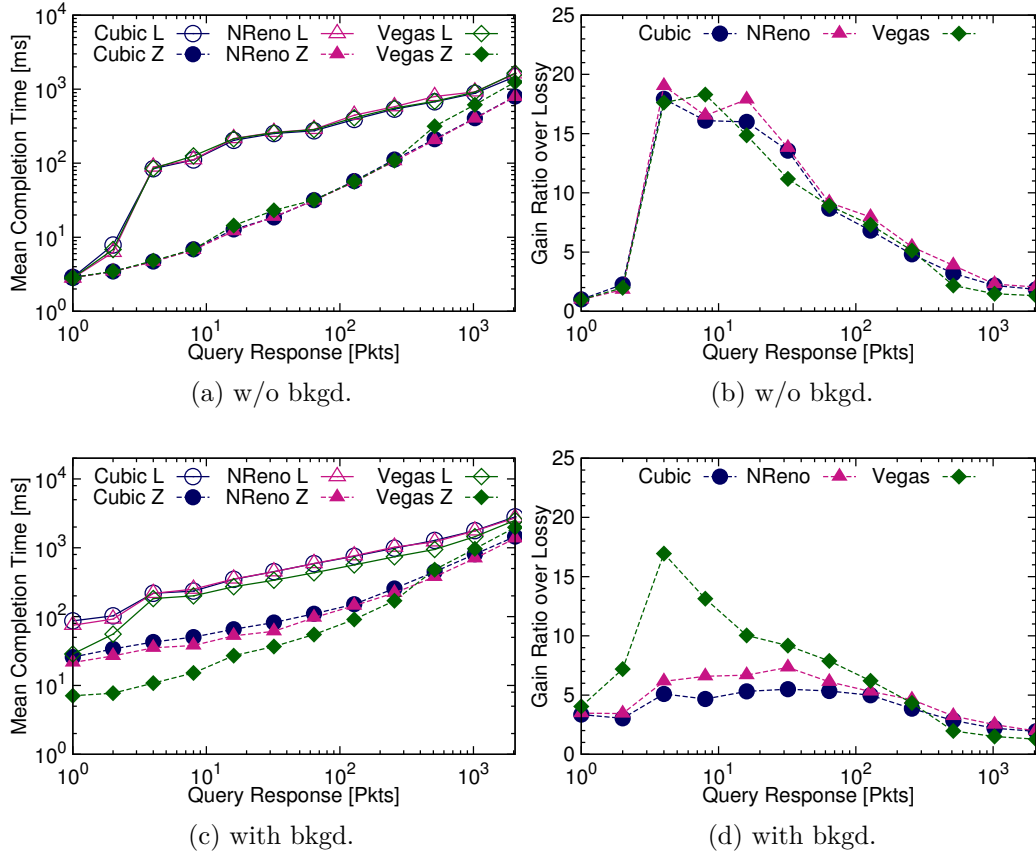 Cubic L NReno L Vegas L
Cubic Z NReno Z Vegas Z
Mean Completion Time [ms]
10^4
10^3
10^2
10^1
10^0
10^0 10^1 10^2 10^3
Query Response [Pkts]
(a) w/o bkgd.
Cubic NReno Vegas
Gain Ratio over Lossy
25
20
15
10
5
0
10^0 10^1 10^2 10^3
Query Response [Pkts]
(b) w/o bkgd.
Cubic L NReno L Vegas L
Cubic Z NReno Z Vegas Z
Mean Completion Time [ms]
10^4
10^3
10^2
10^1
10^0
10^0 10^1 10^2 10^3
Query Response [Pkts]
(c) with bkgd.
Cubic NReno Vegas
Gain Ratio over Lossy
25
20
15
10
5
0
10^0 10^1 10^2 10^3
Query Response [Pkts]
(d) with bkgd.